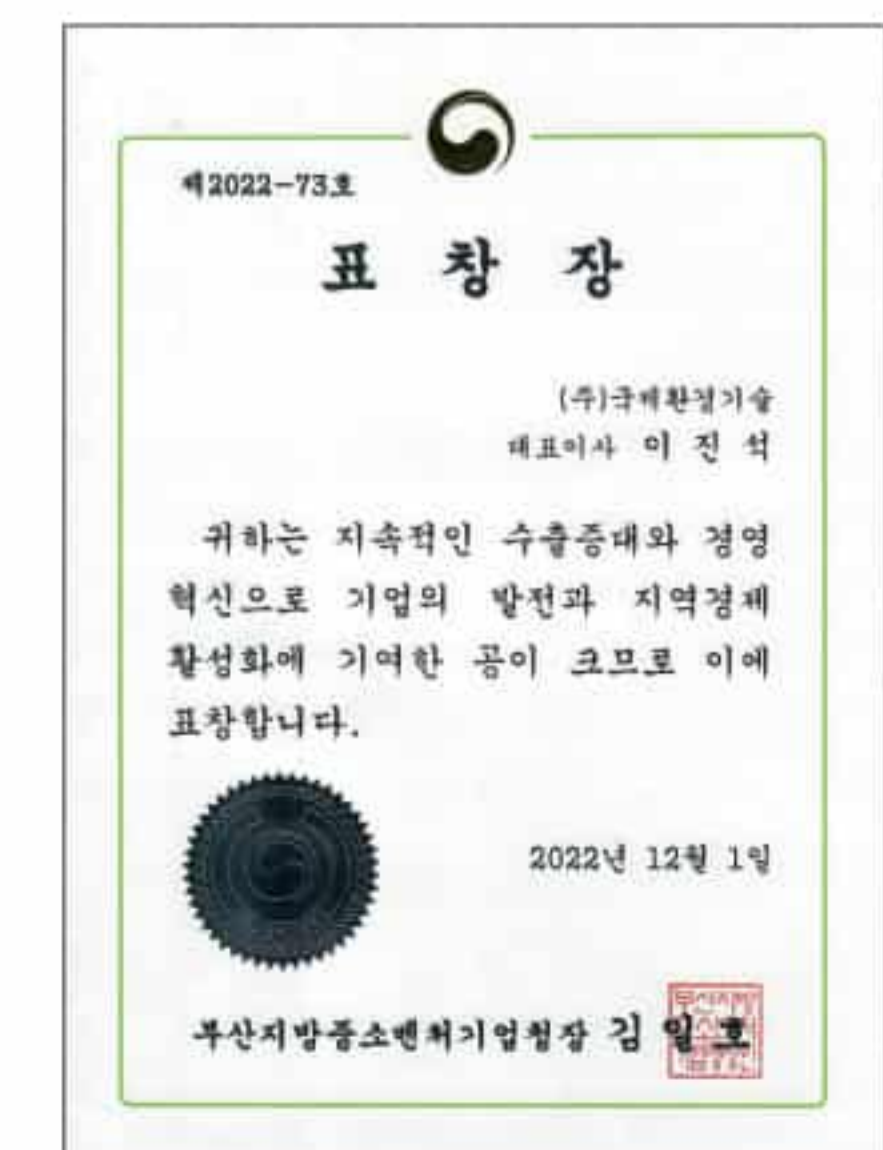 제2022-73호
표 창 장
(주)국제환경기술
대표이사 이 진 석
귀하는 지속적인 수출증대와 경영
혁신으로 기업의 발전과 지역경제
활성화에 기여한 공이 크므로 이에
표창합니다.
2022년 12월 1일
부산지방중소벤처기업청장 김 일 호